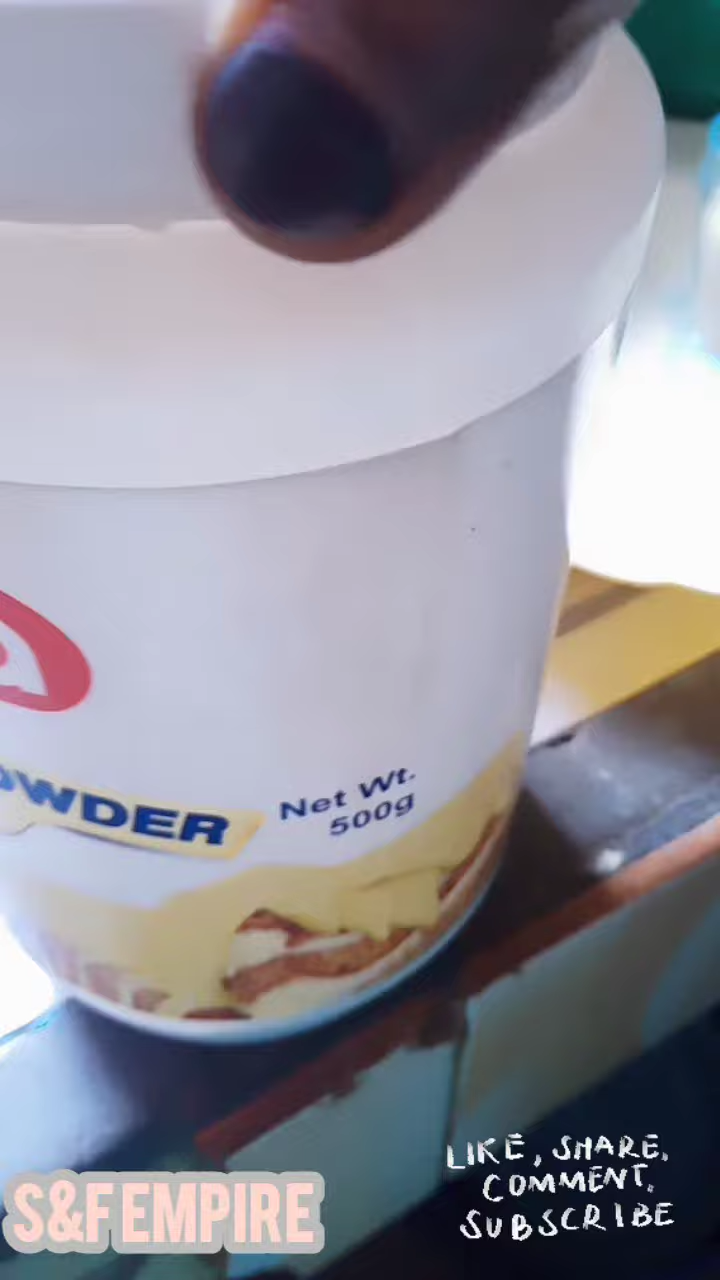 OWDER
Net Wt.
500g
S&F EMPIRE
LIKE, SHARE,
COMMENT,
SUBSCRIBE